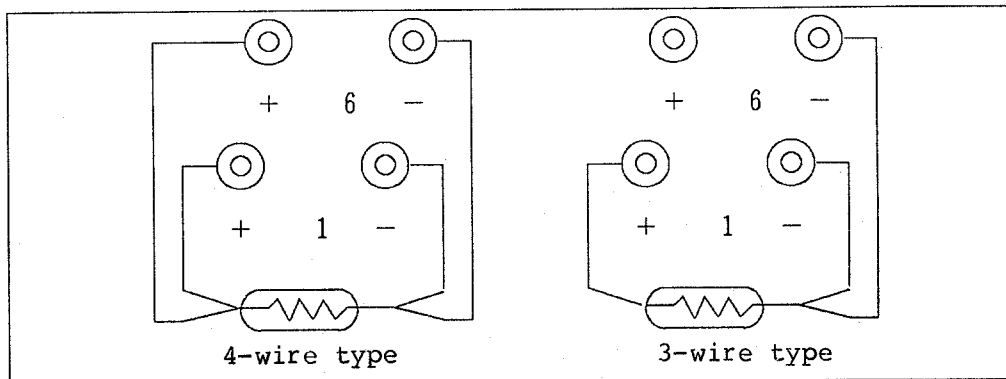 + 6 - + 6 -
+ 1 - + 1 -
4-wire type 3-wire type